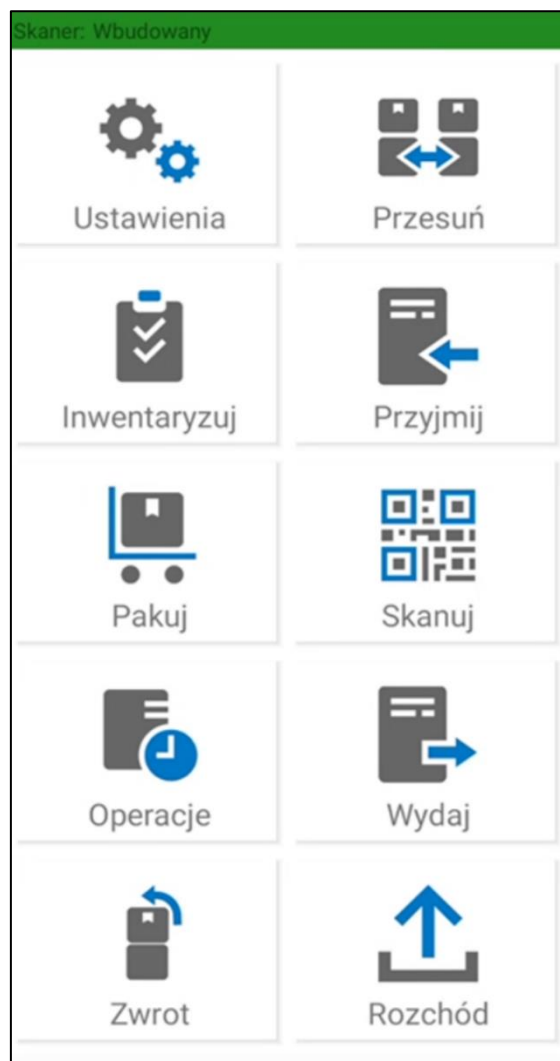 Skaner: Wbudowany
Ustawienia
Przesuń
Inwentaryzuj
Przyjmij
Pakuj
Skanuj
Operacje
Wydaj
Zwrot
Rozchód